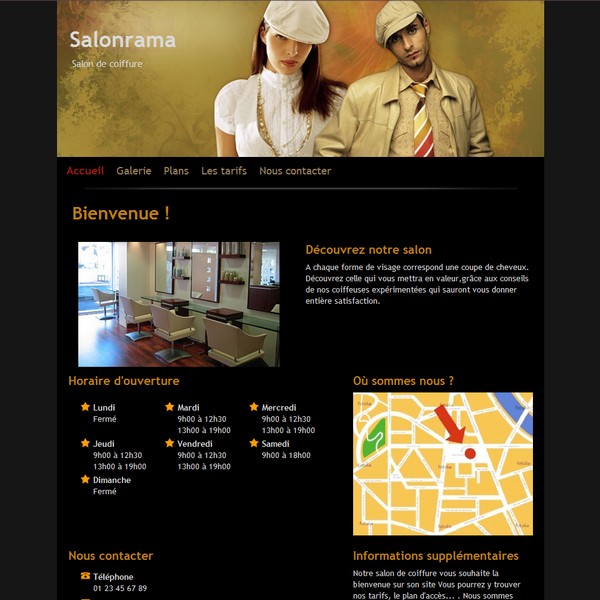 Salonrama
Salon de coiffure
Accueil Galerie Plans Les tarifs Nous contacter
Bienvenue !
Découvrez notre salon
A chaque forme de visage correspond une coupe de cheveux.
Découvrez celle qui vous mettra en valeur,grâce aux conseils
de nos coiffeuses expérimentées qui sauront vous donner
entière satisfaction.
Horaire d'ouverture
Lundi
Fermé
Mardi
9h00 à 12h30
13h00 à 19h00
Mercredi
9h00 à 12h30
13h00 à 19h00
Jeudi
9h00 à 12h30
13h00 à 19h00
Vendredi
9h00 à 12h30
13h00 à 19h00
Samedi
9h00 à 18h00
Dimanche
Fermé
Où sommes nous ?
Nous contacter
Téléphone
01 23 45 67 89
Informations supplémentaires
Notre salon de coiffure vous souhaite la
bienvenue sur son site Vous pourrez y trouver
nos tarifs, le plan d'accès... . Nous sommes